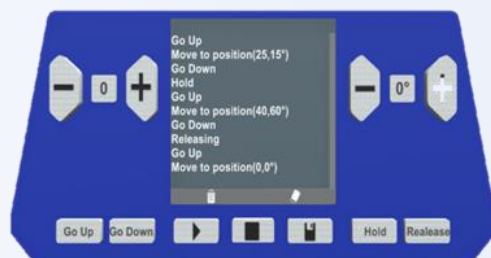 Go Up
Move to position(25,15°)
Go Down
Hold
Go Up
Move to position(40,60°)
Go Down
Releasing
Go Up
Move to position(0,0°)
0
0°
Go Up
Go Down
Hold
Realease